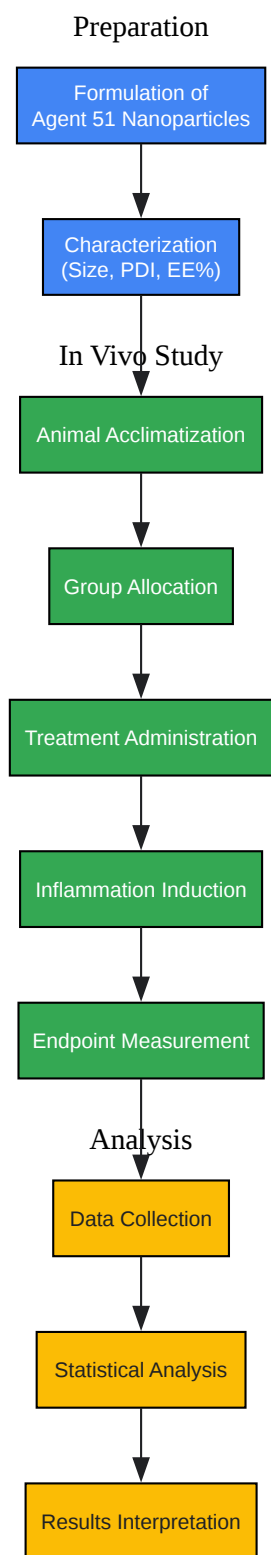 Preparation
Formulation of
Agent 51 Nanoparticles
Characterization
(Size, PDI, EE%)
In Vivo Study
Animal Acclimatization
Group Allocation
Treatment Administration
Inflammation Induction
Endpoint Measurement
Analysis
Data Collection
Statistical Analysis
Results Interpretation